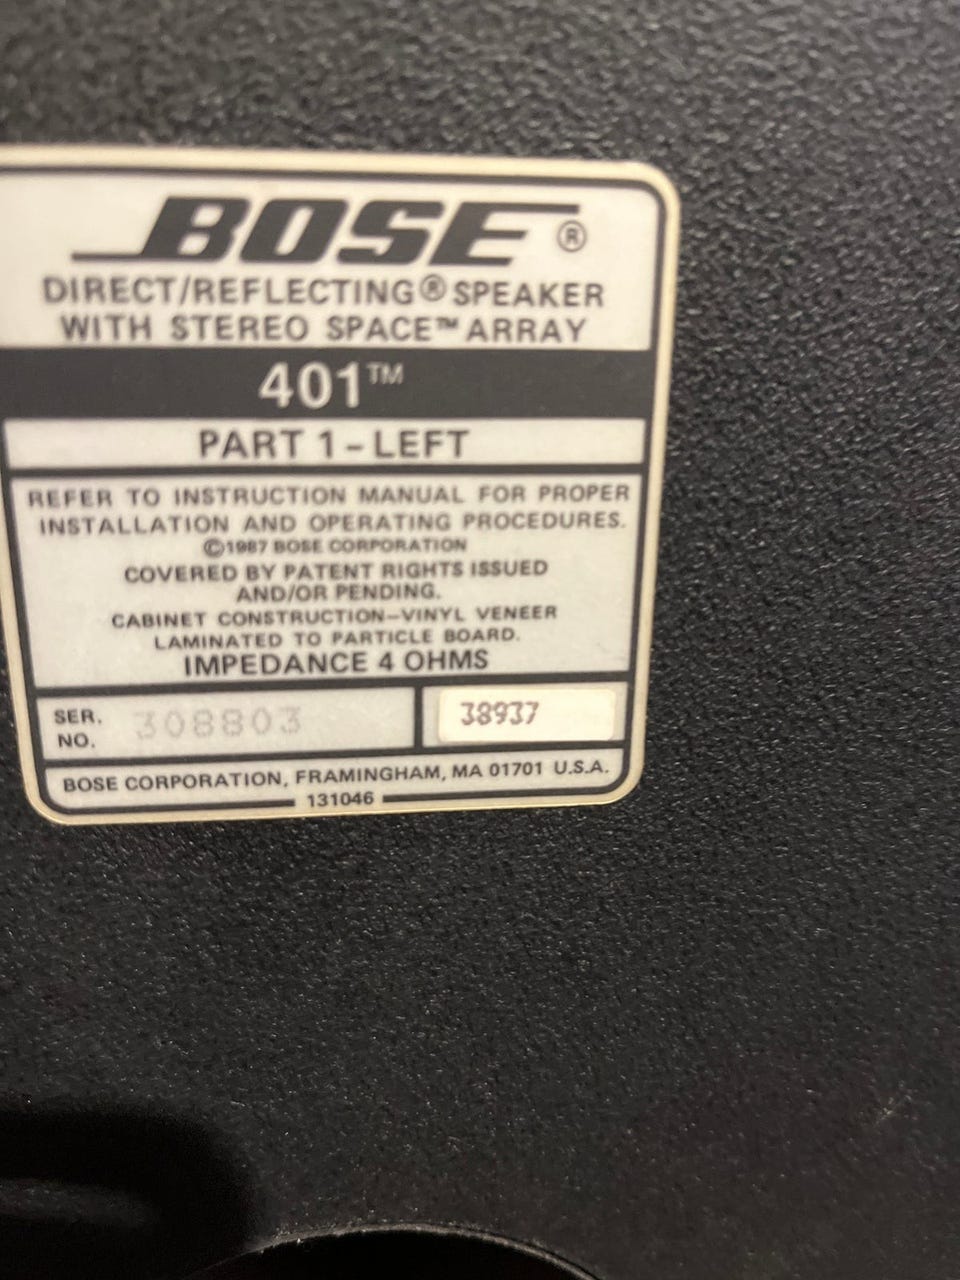 BOSE®
DIRECT/REFLECTING® SPEAKER
WITH STEREO SPACE™ ARRAY
401™
PART 1-LEFT
REFER TO INSTRUCTION MANUAL FOR PROPER
INSTALLATION AND OPERATING PROCEDURES.
©1987 BOSE CORPORATION
COVERED BY PATENT RIGHTS ISSUED
AND/OR PENDING.
CABINET CONSTRUCTION-VINYL VENEER
LAMINATED TO PARTICLE BOARD.
IMPEDANCE 4 OHMS
SER. NO. 308803 38937
BOSE CORPORATION, FRAMINGHAM, MA 01701 U.S.A.
131046